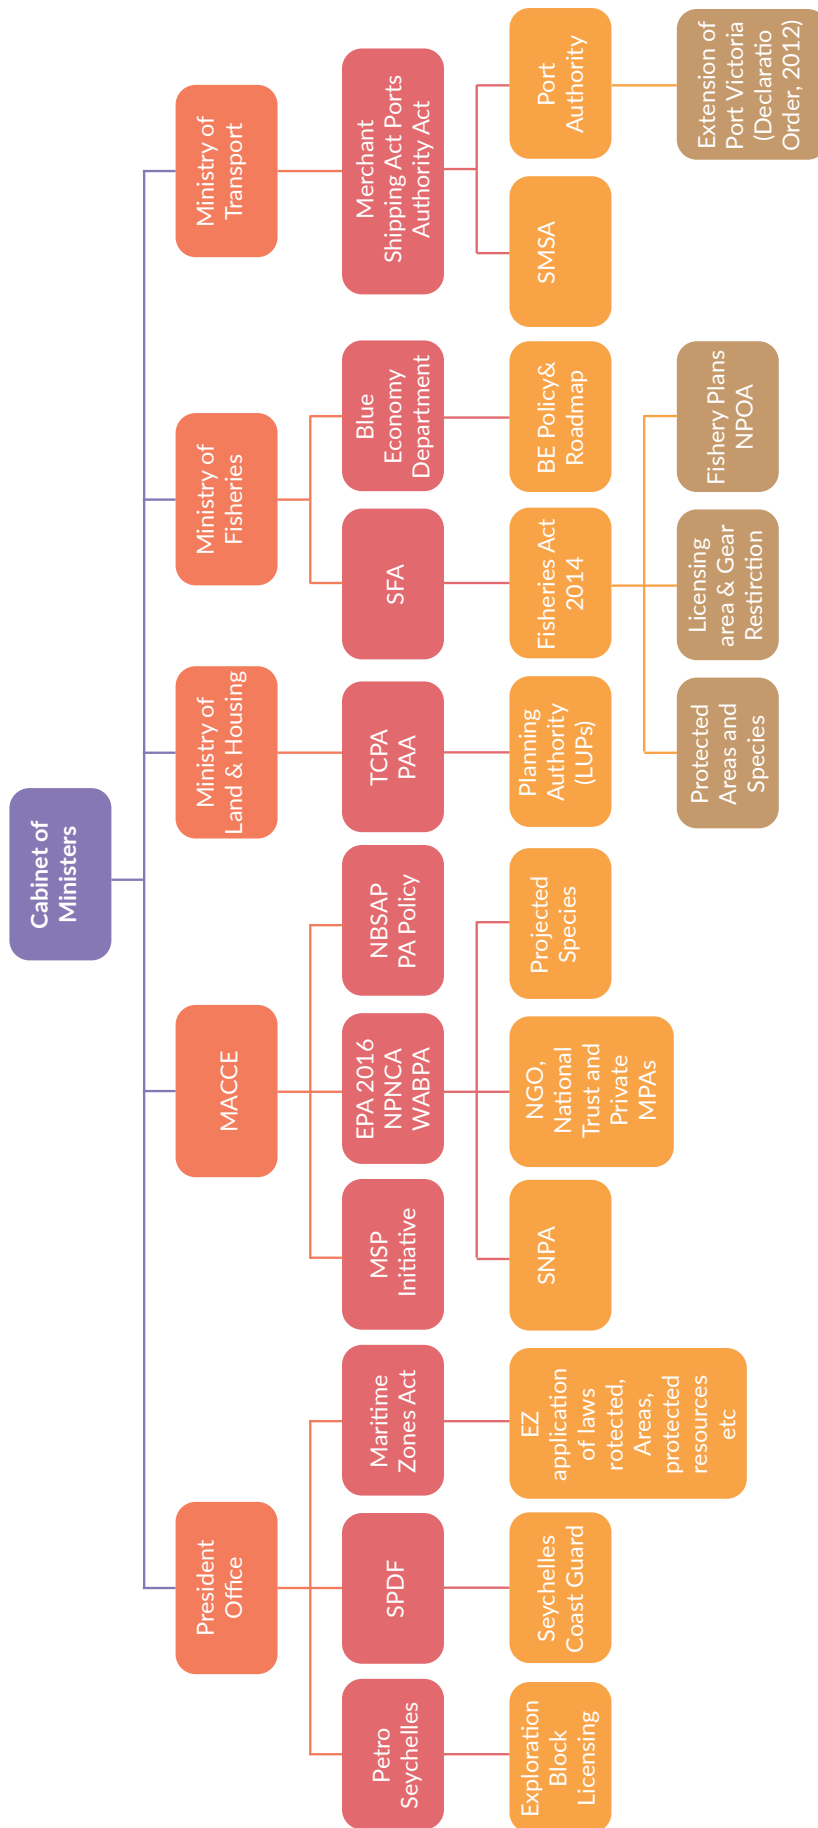 Cabinet of
Ministers
President
Office
MACCE
Ministry of
Land & Housing
Ministry of
Fisheries
Ministry of
Transport
Petro
Seychelles
SPDF
Maritime
Zones Act
MSP
Initiative
EPA 2016
NPNCA
WABPA
NBSAP
PA Policy
TCPA
PAA
SFA
Blue
Economy
Department
Merchant
Shipping Act Ports
Authority Act
Exploration
Block
Licensing
Seychelles
Coast Guard
EZ
application
of laws
rotected,
Areas,
protected
resources
etc
SNPA
NGO,
National
Trust and
Private
MPAs
Projected
Species
Planning
Authority
(LUPs)
Fisheries Act
2014
BE Policy&
Roadmap
SMSA
Port
Authority
Protected
Areas and
Species
Licensing
area & Gear
Restirction
Fishery Plans
NPOA
Extension of
Port Victoria
(Declaratio
Order, 2012)